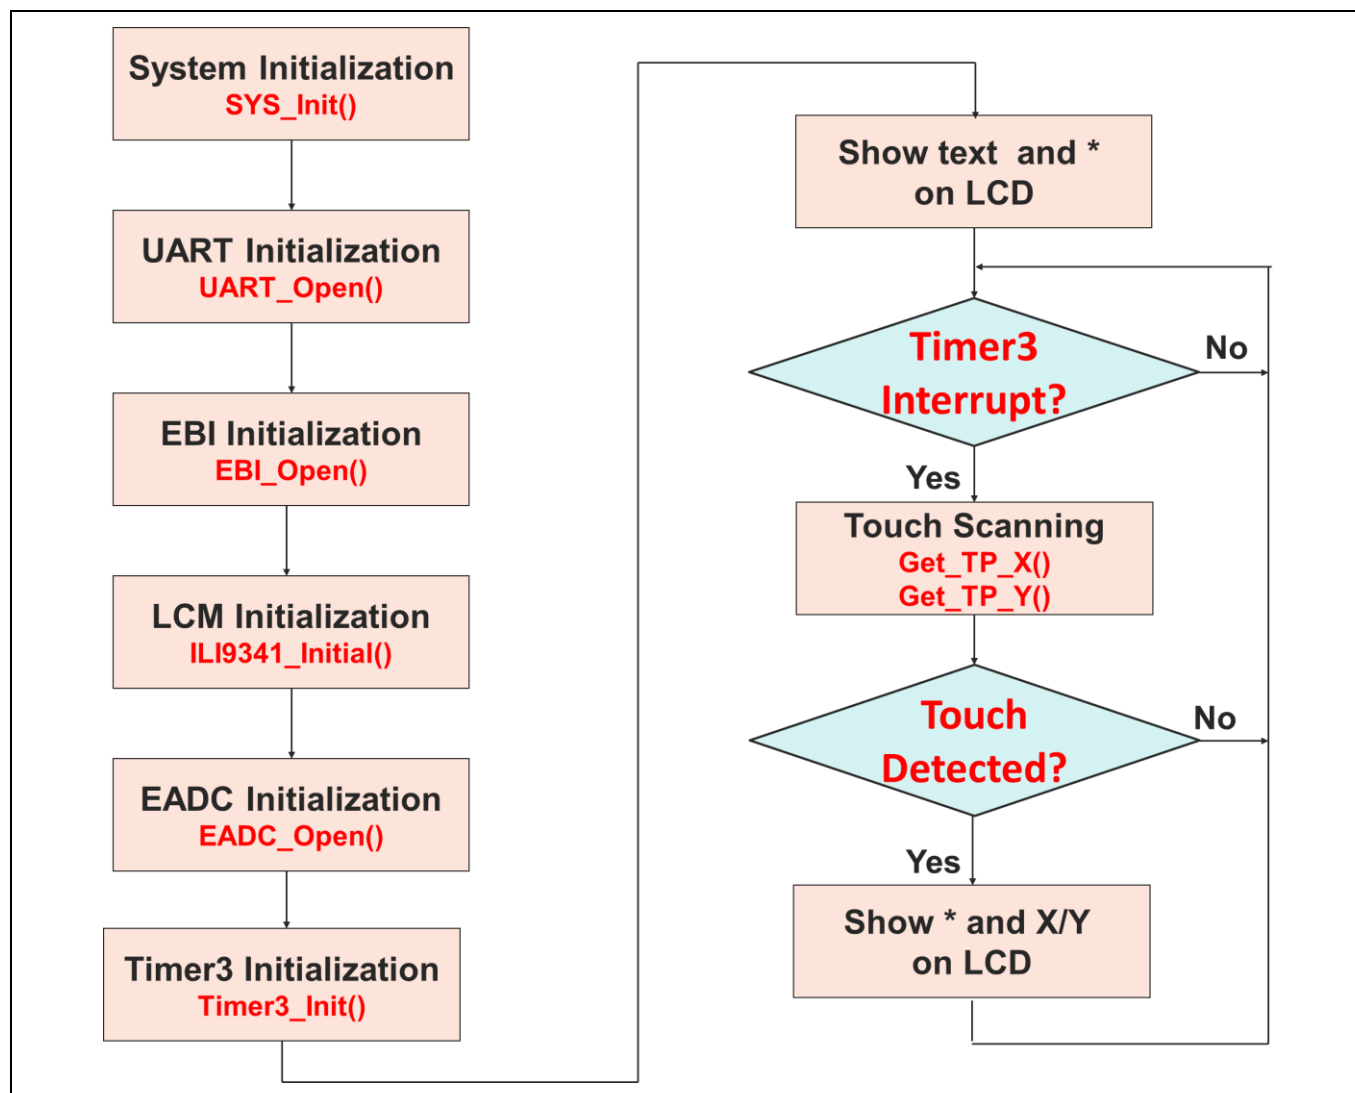 System Initialization
SYS_Init()
UART Initialization
UART_Open()
EBI Initialization
EBI_Open()
LCM Initialization
ILI9341_Initial()
EADC Initialization
EADC_Open()
Timer3 Initialization
Timer3_Init()
Show text and *
on LCD
Timer3
Interrupt?
No
Yes
Touch Scanning
Get_TP_X()
Get_TP_Y()
Touch
Detected?
No
Yes
Show * and X/Y
on LCD